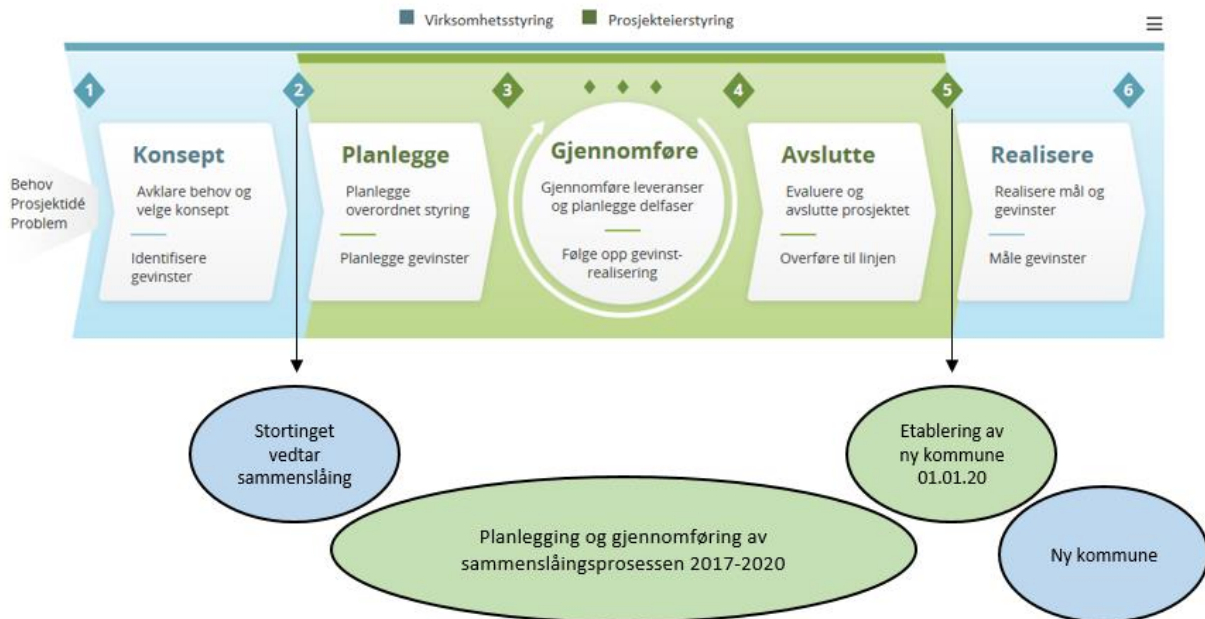 Virksomhetsstyring
Prosjekteierstyring
1
2
3
4
5
6
Behov
Prosjektidé
Problem
Konsept
Avklare behov og
velge konsept
Identifisere
gevinster
Planlegge
Planlegge
overordnet styring
Planlegge gevinster
Gjennomføre
Gjennomføre leveranser
og planlegge delfaser
Følge opp gevinst-
realisering
Avslutte
Evaluere og
avslutte prosjektet
Overføre til linjen
Realisere
Realisere mål og
gevinster
Måle gevinster
Stortinget
vedtar
sammenslåing
Planlegging og gjennomføring av
sammenslåingsprosessen 2017-2020
Etablering av
ny kommune
01.01.20
Ny kommune